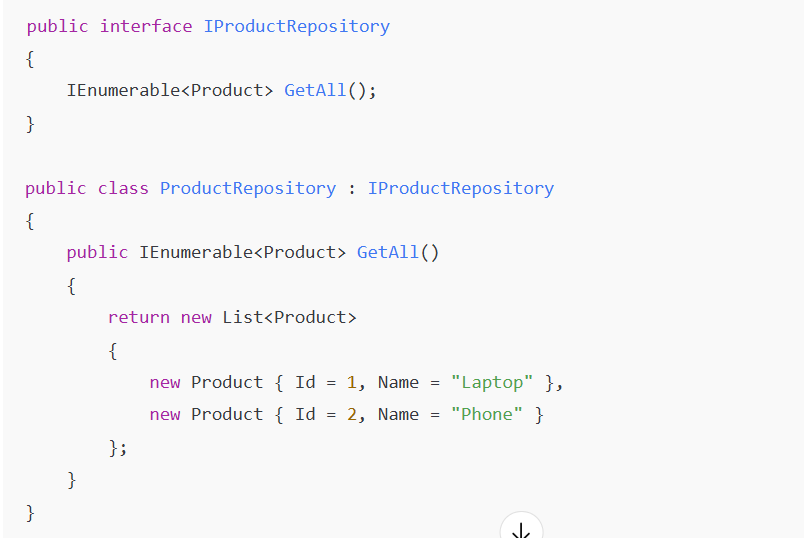 public interface IProductRepository
{
    IEnumerable<Product> GetAll();
}

public class ProductRepository : IProductRepository
{
    public IEnumerable<Product> GetAll()
    {
        return new List<Product>
        {
            new Product { Id = 1, Name = "Laptop" },
            new Product { Id = 2, Name = "Phone" }
        };
    }
}